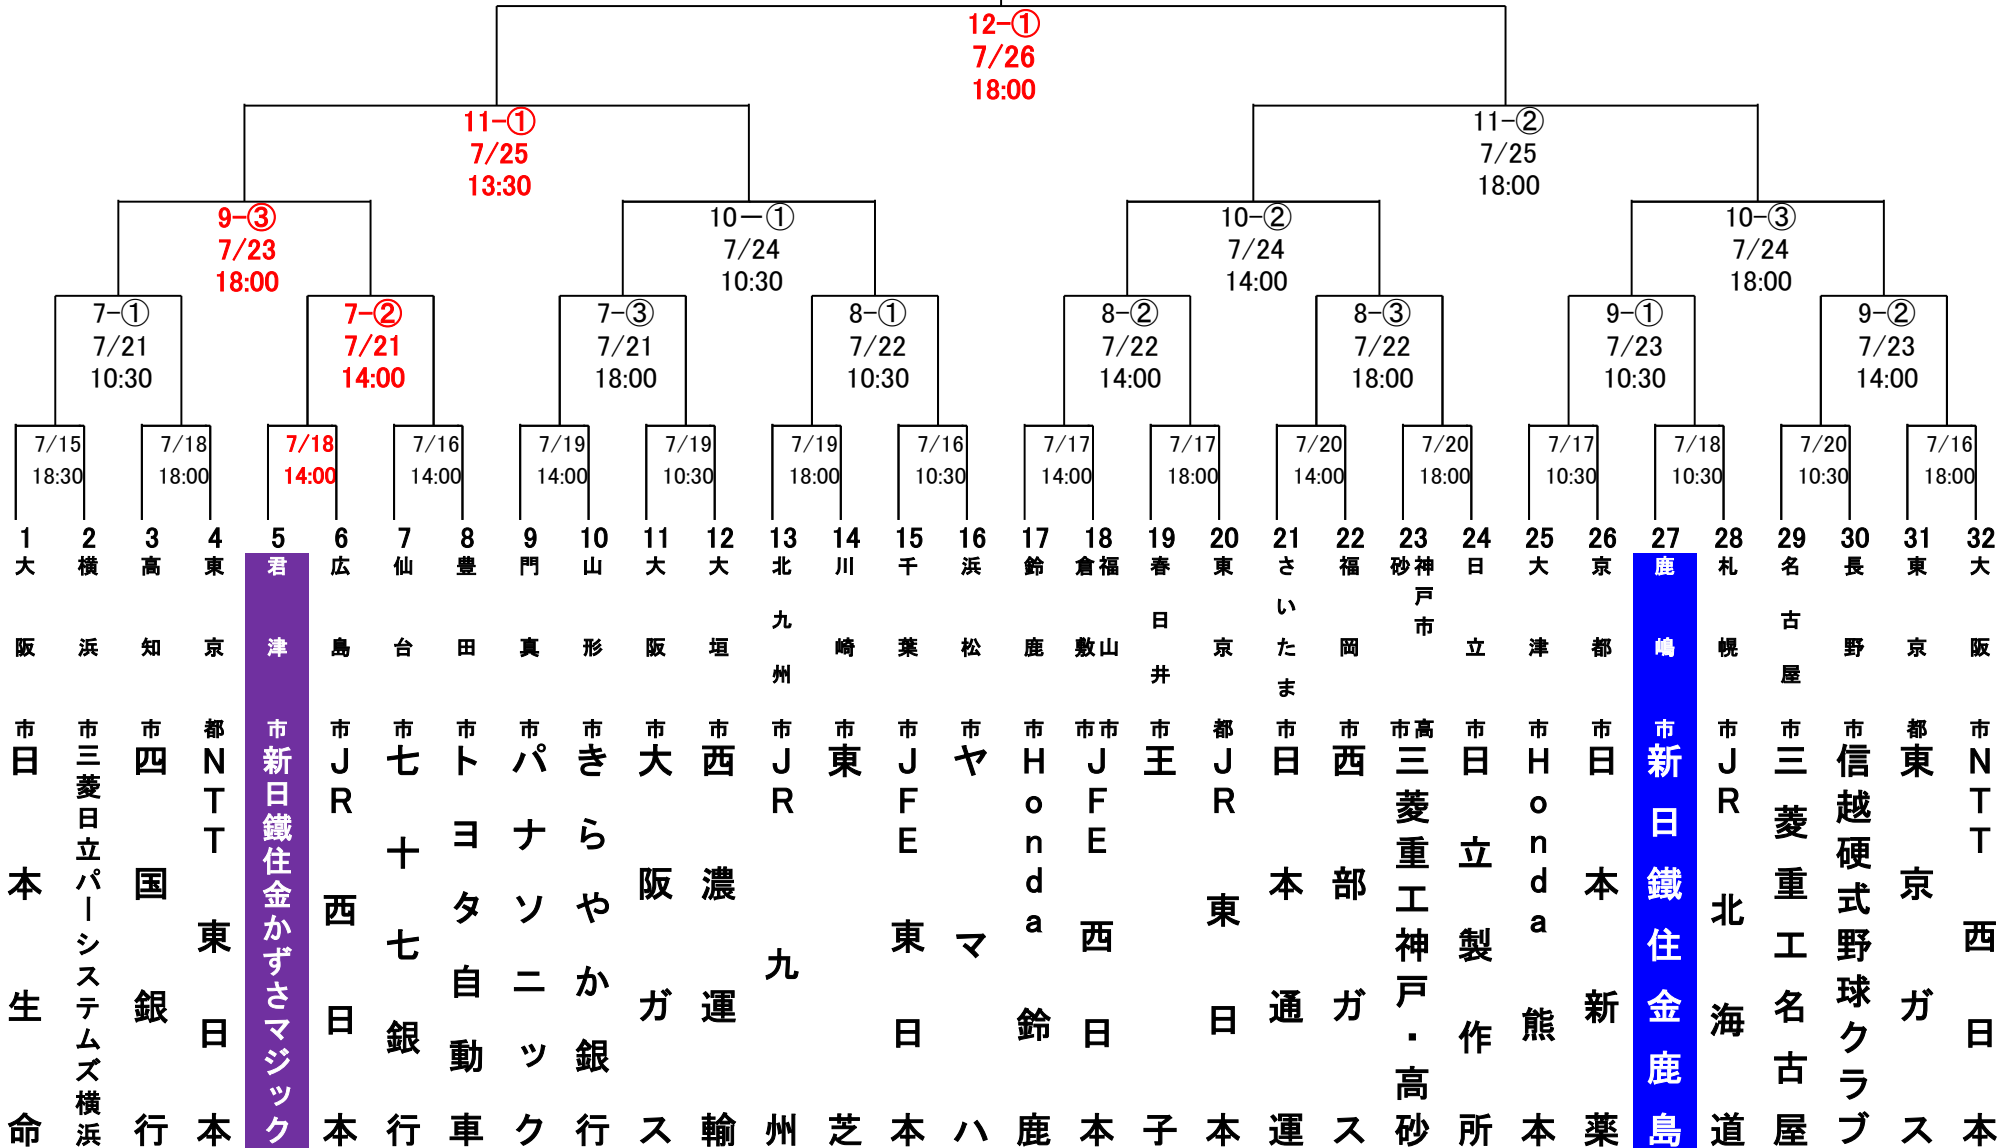 12-①
7/26
18:00
11-①
7/25
13:30
11-②
7/25
18:00
9-③
7/23
18:00
10-①
7/24
10:30
10-②
7/24
14:00
10-③
7/24
18:00
7-①
7/21
10:30
7-②
7/21
14:00
7-③
7/21
18:00
8-①
7/22
10:30
8-②
7/22
14:00
8-③
7/22
18:00
9-①
7/23
10:30
9-②
7/23
14:00
7/15
18:30
7/18
18:00
7/18
14:00
7/16
14:00
7/19
14:00
7/19
10:30
7/19
18:00
7/16
10:30
7/17
14:00
7/17
18:00
7/20
14:00
7/20
18:00
7/17
10:30
7/18
10:30
7/20
10:30
7/16
18:00
1
大阪市
日本生命
2
横浜市
三菱日立パーシステムズ横浜
3
高知市
四国銀行
4
東京都
NTT東日本
5
君津市
新日鐵住金かずさマジック
6
広島市
JR西日本
7
仙台市
七十七銀行
8
豊田市
トヨタ自動車
9
門真市
パナソニック
10
山形市
きらやか銀行
11
大阪市
大阪ガス
12
大垣市
西濃運輸
13
北九州市
JR九州
14
川崎市
東芝
15
千葉市
JFE東日本
16
浜松市
ヤマハ
17
鈴鹿市
Honda鈴鹿
18
福山市
倉敷市
JFE西日本
19
春日井市
王子
20
東京都
JR東日本
21
さいたま市
日本通運
22
福岡市
西部ガス
23
神戸市高
砂市
三菱重工神戸・高砂
24
日立市
日立製作所
25
大津市
Honda熊本
26
京都市
日本新薬
27
鹿嶋市
新日鐵住金鹿島
28
札幌市
JR北海道
29
名古屋市
三菱重工名古屋
30
長野市
信越硬式野球クラブ
31
東京都
東京ガス
32
大阪市
NTT西日本